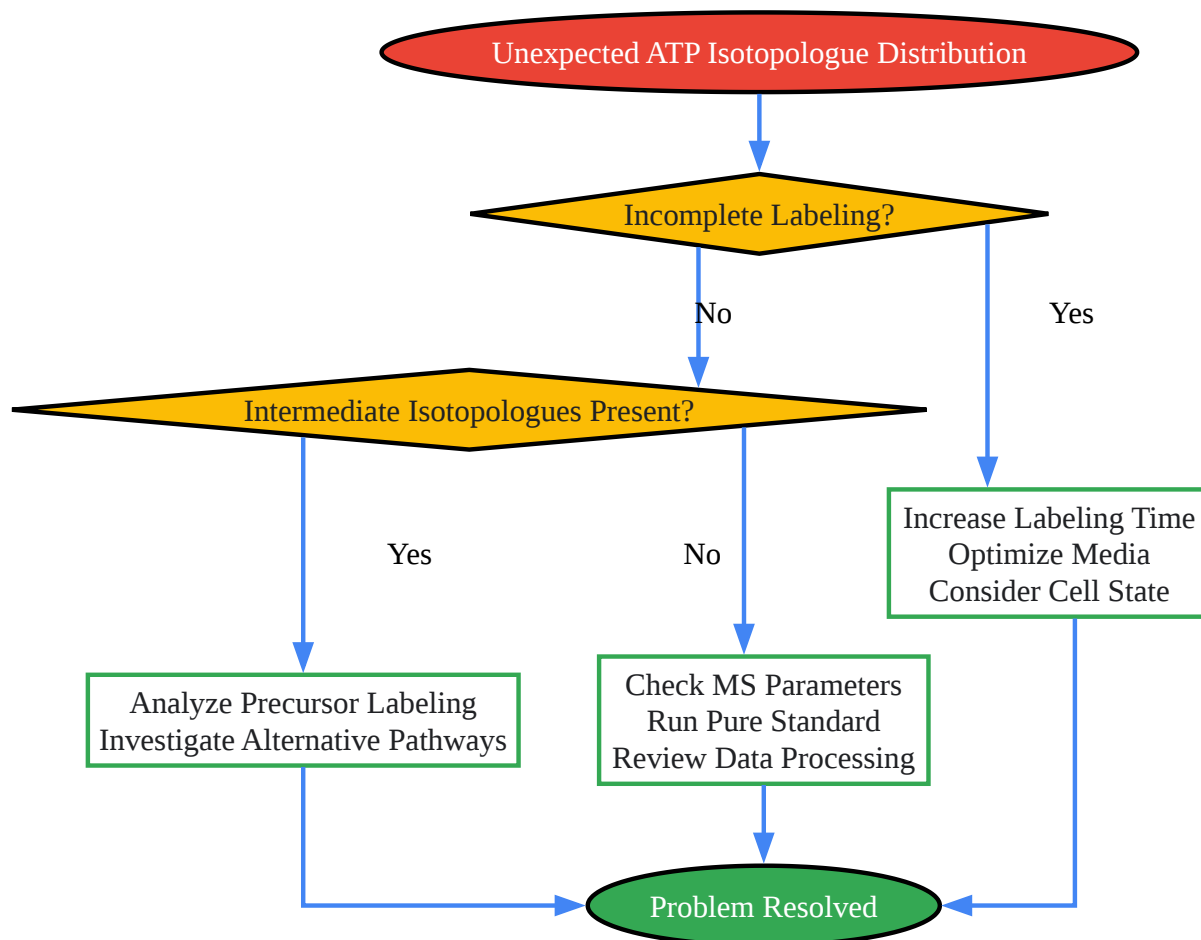 Unexpected ATP Isotopologue Distribution
Incomplete Labeling?
No
Yes
Intermediate Isotopologues Present?
Yes
No
Increase Labeling Time
Optimize Media
Consider Cell State
Analyze Precursor Labeling
Investigate Alternative Pathways
Check MS Parameters
Run Pure Standard
Review Data Processing
Problem Resolved